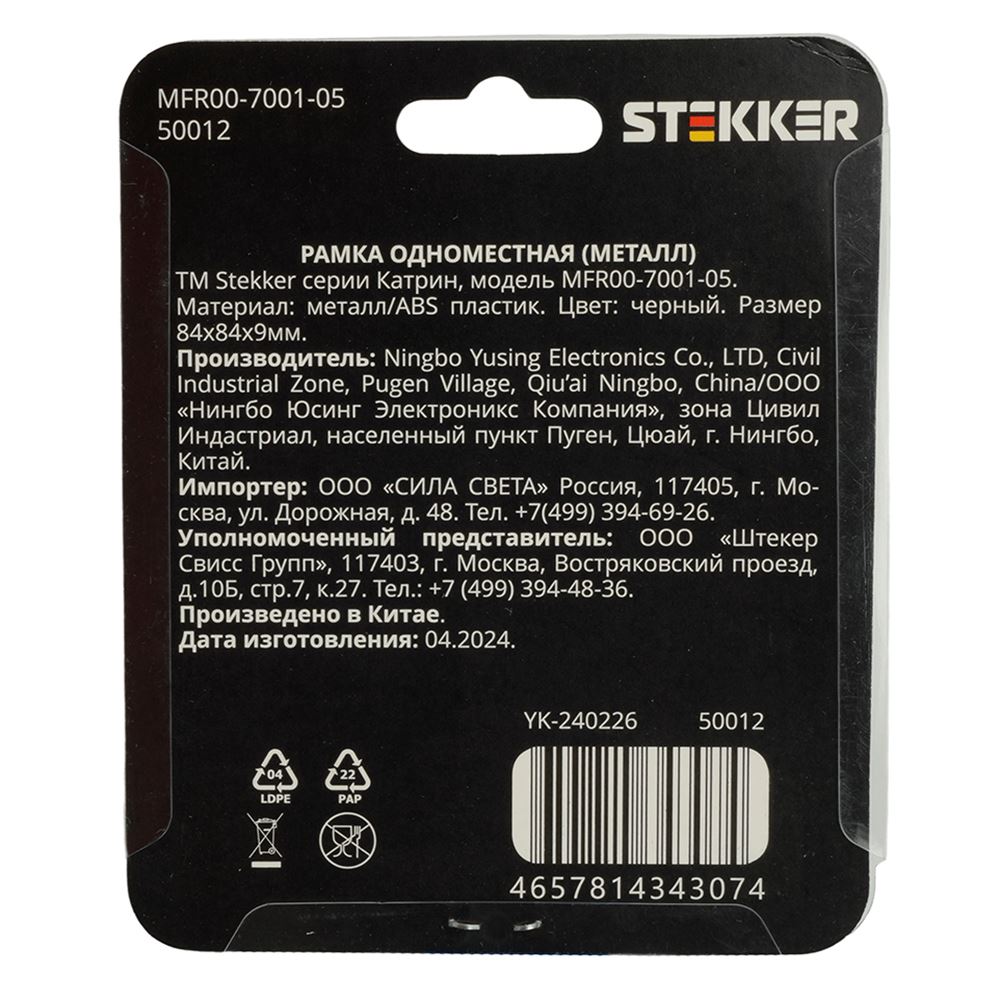 MFR00-7001-05
50012
STEKKER
РАМКА ОДНОМЕСТНАЯ (МЕТАЛЛ)
ТМ Stekker серии Катрин, модель MFR00-7001-05.
Материал: металл/ABS пластик. Цвет: черный. Размер
84х84х9мм.
Производитель: Ningbo Yusing Electronics Co., LTD, Civil
Industrial Zone, Pugen Village, Qiu’ai Ningbo, China/ООО
«Нингбо Юсинг Электроникс Компания», зона Цивил
Индастриал, населенный пункт Пуген, Цюай, г. Нингбо,
Китай.
Импортер: ООО «СИЛА СВЕТА» Россия, 117405, г. Мо-
сква, ул. Дорожная, д. 48. Тел. +7(499) 394-69-26.
Уполномоченный представитель: ООО «Штекер
Свисс Групп», 117403, г. Москва, Востряковский проезд,
д.10Б, стр.7, к.27. Тел.: +7 (499) 394-48-36.
Произведено в Китае.
Дата изготовления: 04.2024.
YK-240226 50012
04 22
LDPE PAP
4657814343074